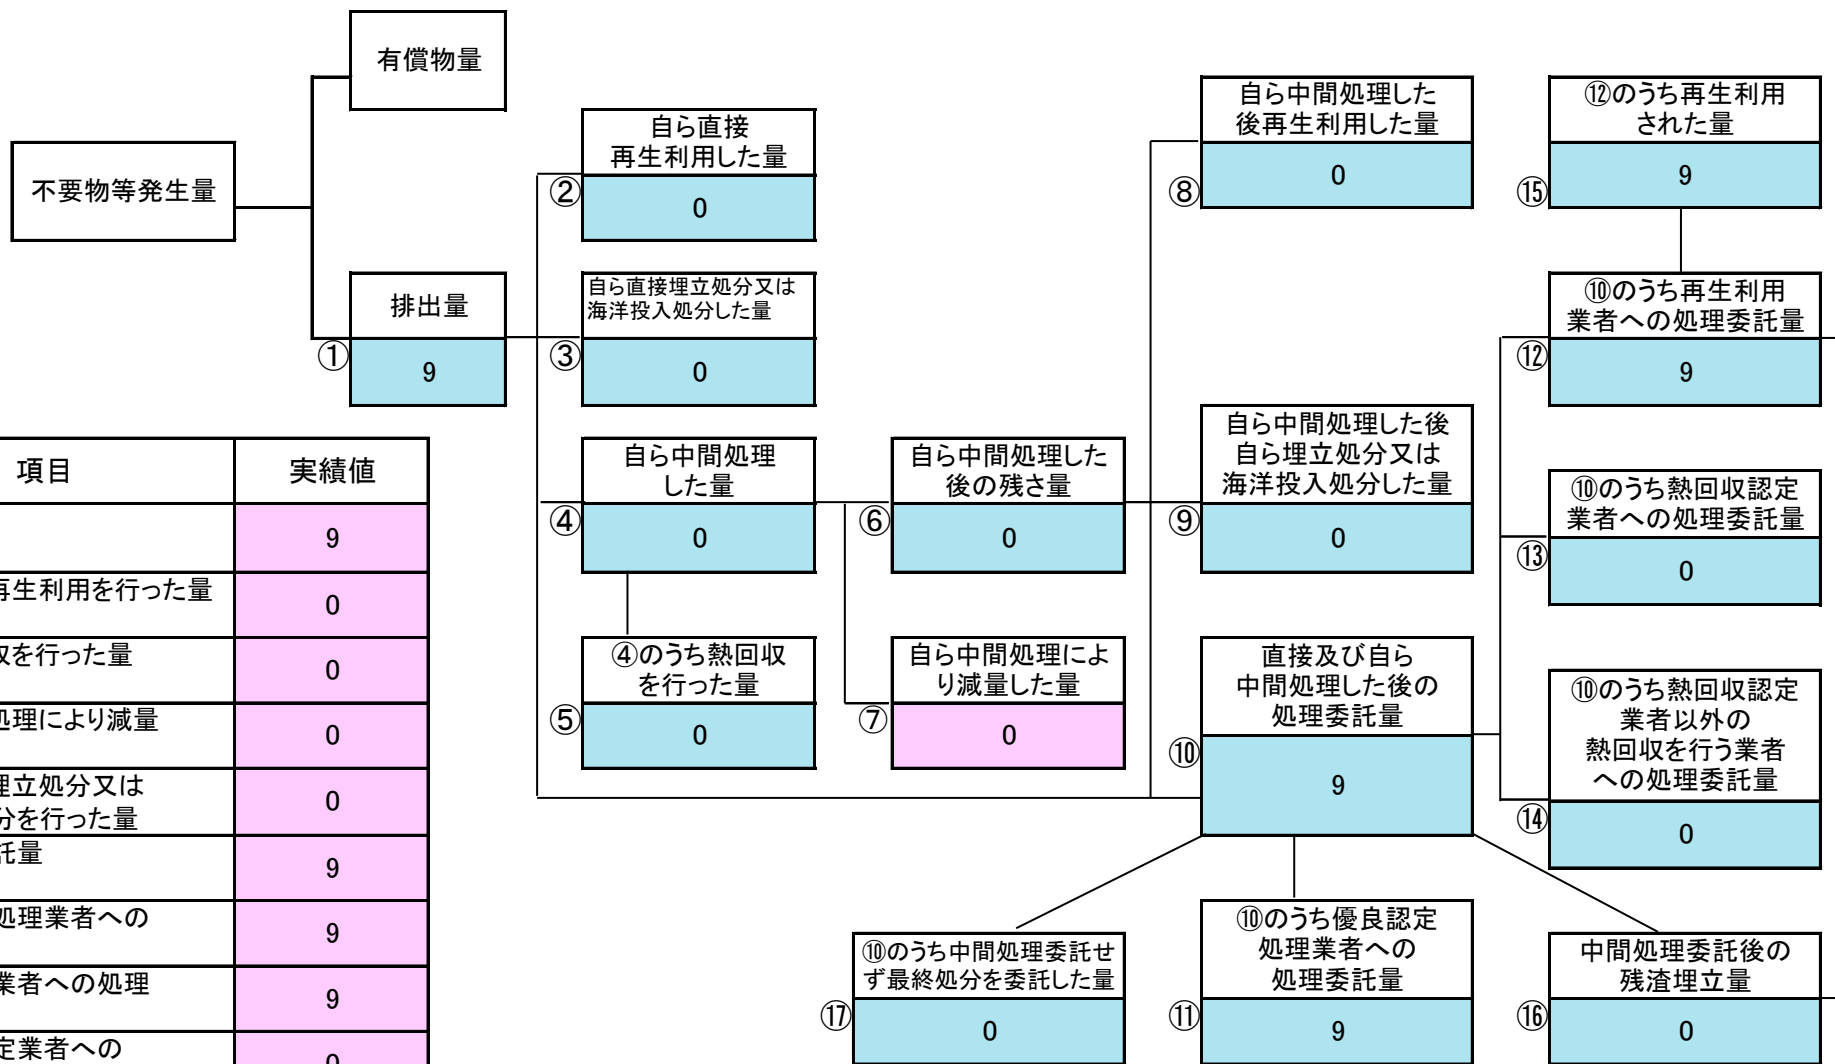 有償物量
不要物等発生量
排出量
①
9
自ら直接
再生利用した量
②
0
自ら直接埋立処分又は
海洋投入処分した量
③
0
自ら中間処理
した量
④
0
④のうち熱回収
を行った量
⑤
0
自ら中間処理した
後の残さ量
⑥
0
自ら中間処理によ
り減量した量
⑦
0
自ら中間処理した
後再生利用した量
⑧
0
自ら中間処理した後
自ら埋立処分又は
海洋投入処分した量
⑨
0
直接及び自ら
中間処理した後の
処理委託量
⑩
9
⑫のうち再生利用
された量
⑮
9
⑩のうち再生利用
業者への処理委託量
⑫
9
⑩のうち熱回収認定
業者への処理委託量
⑬
0
⑩のうち熱回収認定
業者以外の
熱回収を行う業者
への処理委託量
⑭
0
⑩のうち中間処理委託せ
ず最終処分を委託した量
⑰
0
⑩のうち優良認定
処理業者への
処理委託量
⑪
9
中間処理委託後の
残渣埋立量
⑯
0
項目 実績値
9
再生利用を行った量 0
を行った量 0
処理により減量 0
埋立処分又は
分を行った量 0
託量 9
処理業者への 9
業者への処理 9
定業者への 0